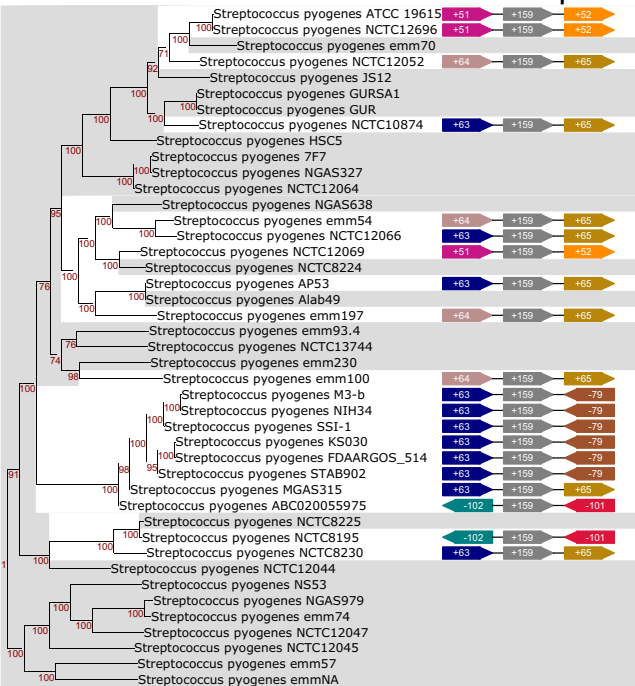 Streptococcus pyogenes ATCC 19615 +51 +159 +52
Streptococcus pyogenes NCTC12696 +51 +159 +52
100
100
Streptococcus pyogenes emm70
71
Streptococcus pyogenes NCTC12052 +64 +159 +65
92
Streptococcus pyogenes JS12
100
Streptococcus pyogenes GURSA1
100
Streptococcus pyogenes GUR
100
100
Streptococcus pyogenes NCTC10874 +63 +159 +65
Streptococcus pyogenes HSC5
100
Streptococcus pyogenes 7F7
100
Streptococcus pyogenes NGAS327
100
Streptococcus pyogenes NCTC12064
Streptococcus pyogenes NGAS638
95
Streptococcus pyogenes emm54 +64 +159 +65
100
100
Streptococcus pyogenes NCTC12066 +63 +159 +65
100
Streptococcus pyogenes NCTC12069 +51 +159 +52
100
Streptococcus pyogenes NCTC8224
100
Streptococcus pyogenes AP53 +63 +159 +65
76
100
Streptococcus pyogenes Alab49
100
Streptococcus pyogenes emm197 +64 +159 +65
Streptococcus pyogenes emm93.4
76
Streptococcus pyogenes NCTC13744
74
Streptococcus pyogenes emm230
98
Streptococcus pyogenes emm100 +64 +159 +65
100
Streptococcus pyogenes M3-b +63 +159 -79
100
Streptococcus pyogenes NIH34 +63 +159 -79
100
Streptococcus pyogenes SSI-1 +63 +159 -79
100
Streptococcus pyogenes KS030 +63 +159 -79
100
Streptococcus pyogenes FDAARGOS_514 +63 +159 -79
98
95
Streptococcus pyogenes STAB902 +63 +159 -79
91
100
Streptococcus pyogenes MGAS315 +63 +159 +65
Streptococcus pyogenes ABC020055975 -102 +159 -101
Streptococcus pyogenes NCTC8225
100
Streptococcus pyogenes NCTC8195 -102 +159 -101
100
Streptococcus pyogenes NCTC8230 +63 +159 +65
100
1
Streptococcus pyogenes NCTC12044
Streptococcus pyogenes NS53
100
Streptococcus pyogenes NGAS979
100
Streptococcus pyogenes emm74
100
Streptococcus pyogenes NCTC12047
100
Streptococcus pyogenes NCTC12045
100
Streptococcus pyogenes emm57
100
Streptococcus pyogenes emmNA